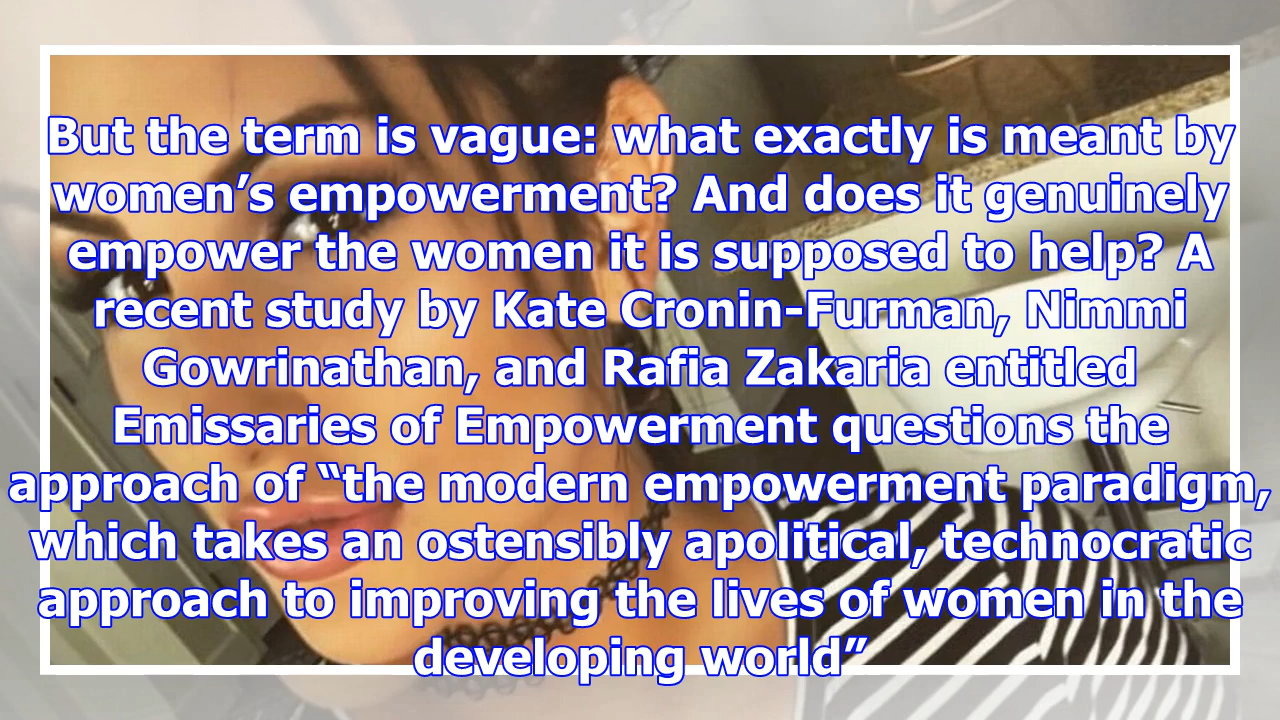 But the term is vague: what exactly is meant by
women’s empowerment? And does it genuinely
empower the women it is supposed to help? A
recent study by Kate Cronin-Furman, Nimmi
Gowrinathan, and Rafia Zakaria entitled
Emissaries of Empowerment questions the
approach of “the modern empowerment paradigm,
which takes an ostensibly apolitical, technocratic
approach to improving the lives of women in the
developing world”